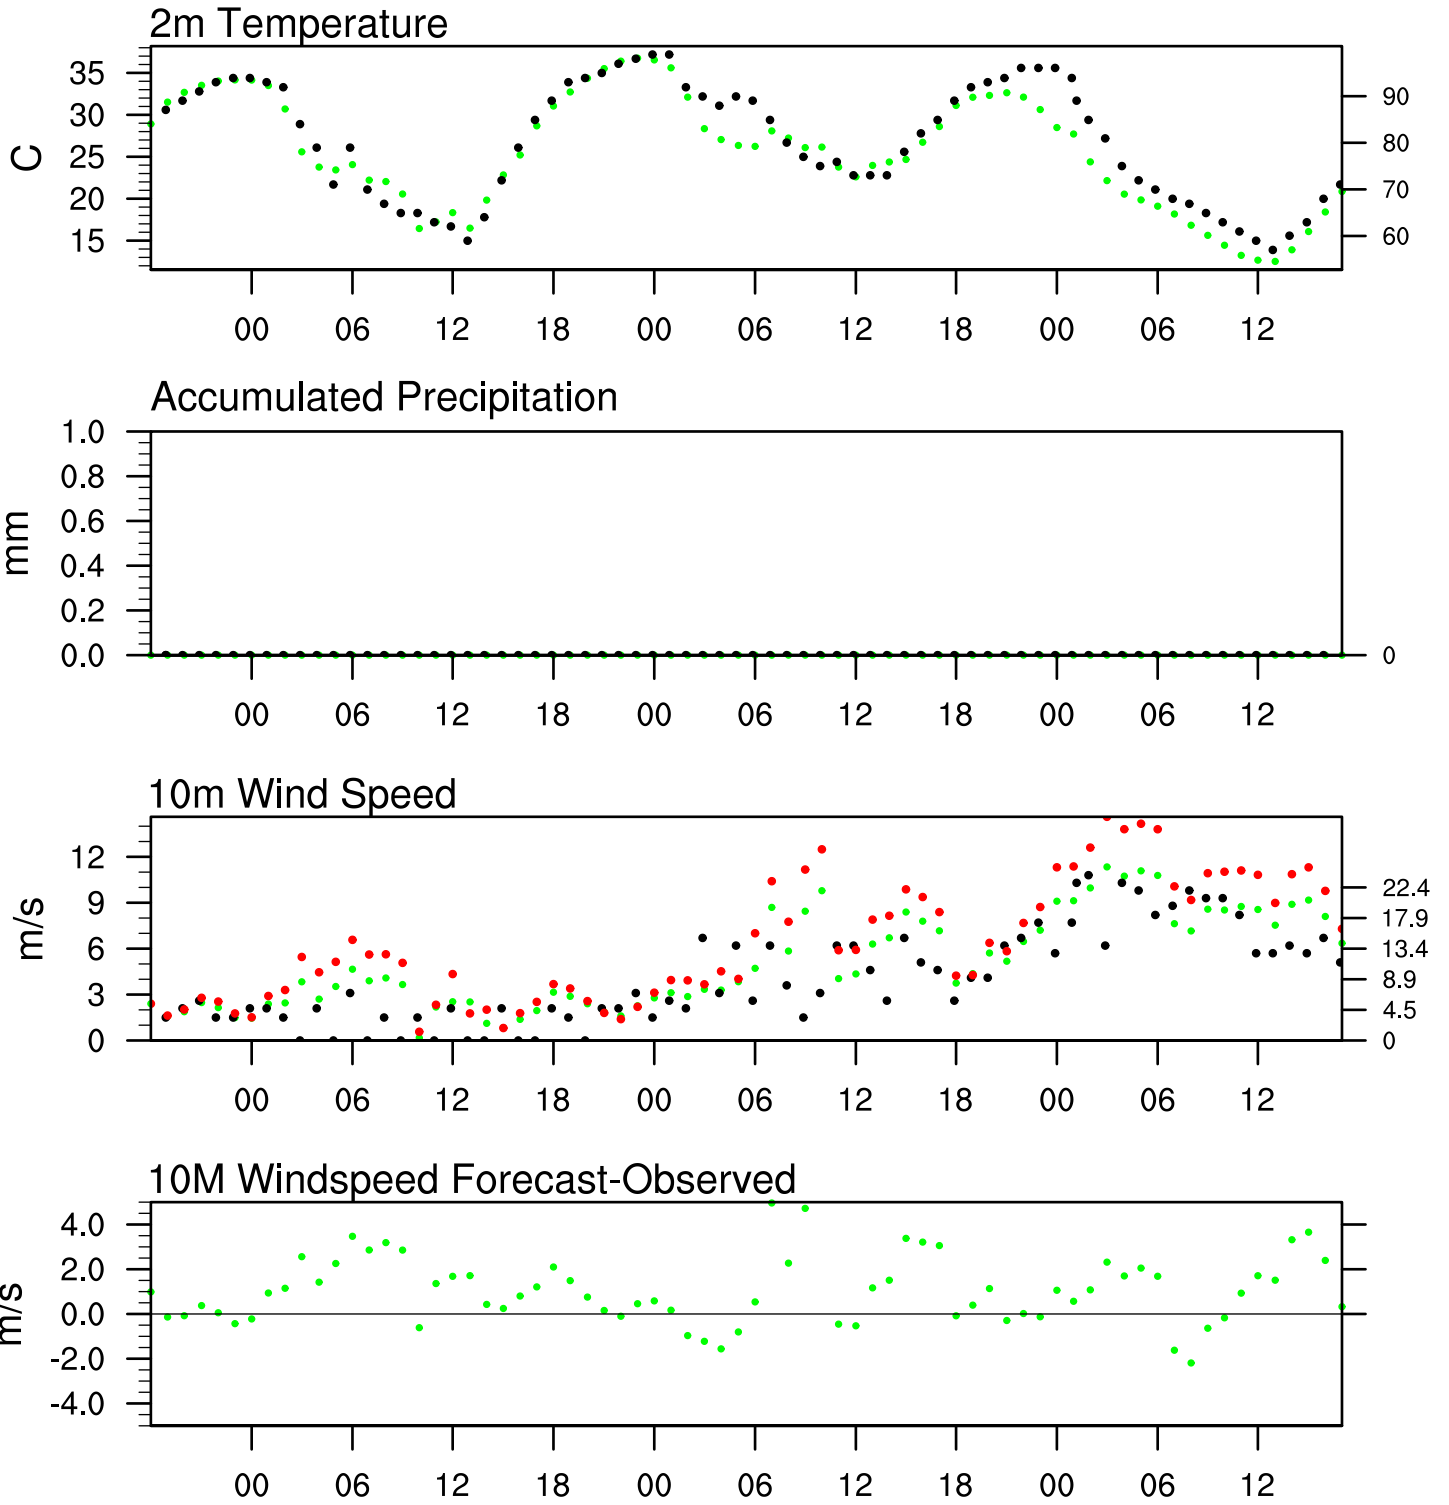 2m Temperature
35
30
25
20
15
C
90
80
70
60
00 06 12 18 00 06 12 18 00 06 12
Accumulated Precipitation
1.0
0.8
0.6
0.4
0.2
0.0
mm
0
00 06 12 18 00 06 12 18 00 06 12
10m Wind Speed
12
9
6
3
0
m/s
22.4
17.9
13.4
8.9
4.5
0
00 06 12 18 00 06 12 18 00 06 12
10M Windspeed Forecast-Observed
4.0
2.0
0.0
-2.0
-4.0
m/s
00 06 12 18 00 06 12 18 00 06 12